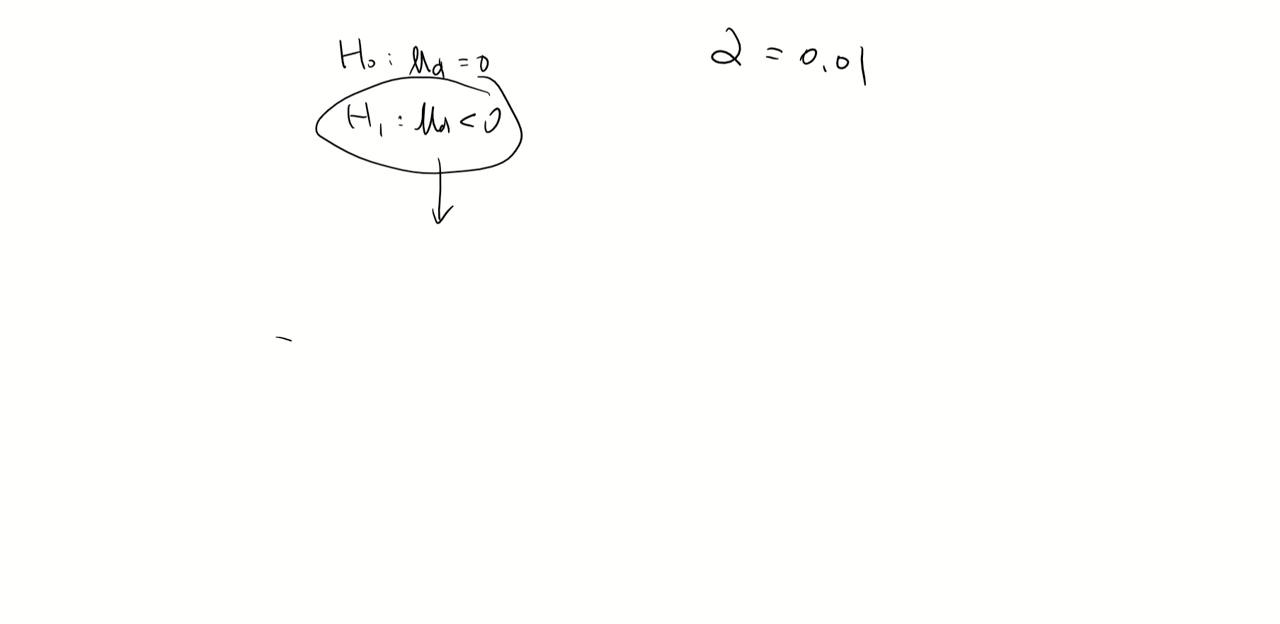 H₀ : μd = 0
H₁ : μd < 0
α = 0.01